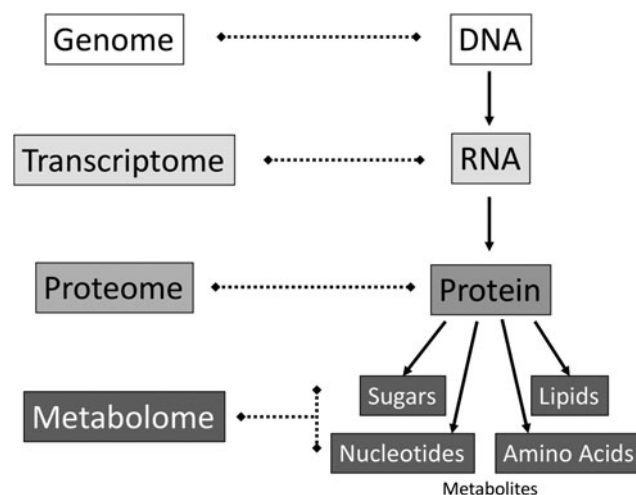 Genome
DNA
Transcriptome
RNA
Proteome
Protein
Sugars
Lipids
Metabolome
Nucleotides
Amino Acids
Metabolites